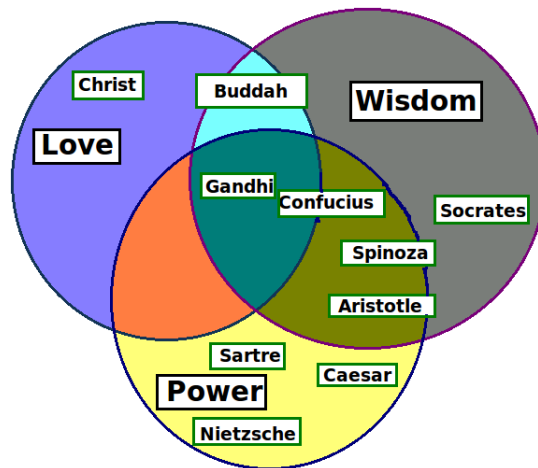 Christ
Buddah
Wisdom
Love
Gandhi
Confucius
Socrates
Spinoza
Aristotle
Sartre
Caesar
Power
Nietzsche